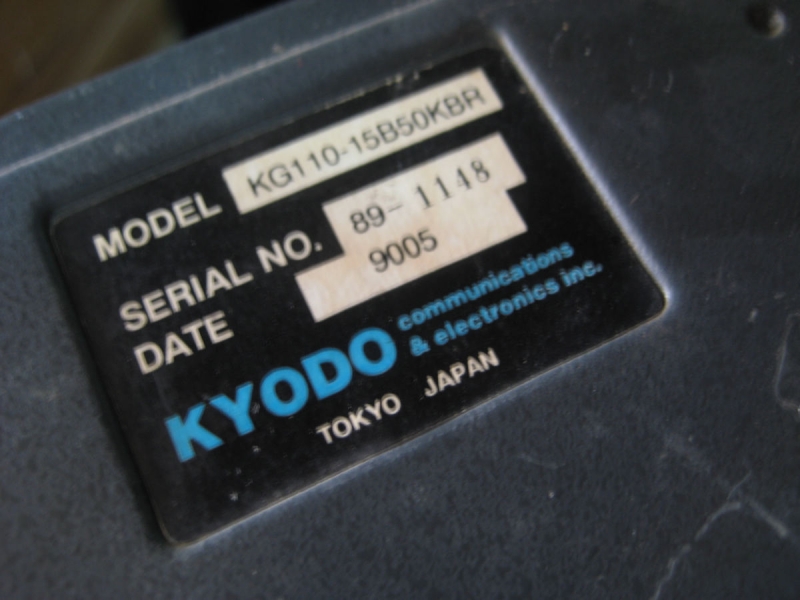 MODEL KG110-15B50KBR
SERIAL NO. 89-1148
DATE 9005
KYODO communications
& electronics inc.
TOKYO JAPAN